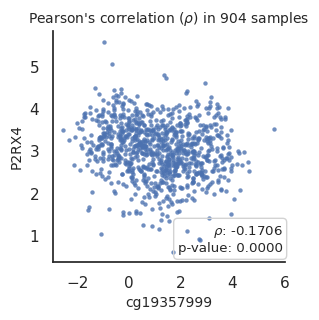 Pearson's correlation (ρ) in 904 samples
5
4
3
2
1
P2RX4
ρ: -0.1706
p-value: 0.0000
−2 0 2 4 6
cg19357999